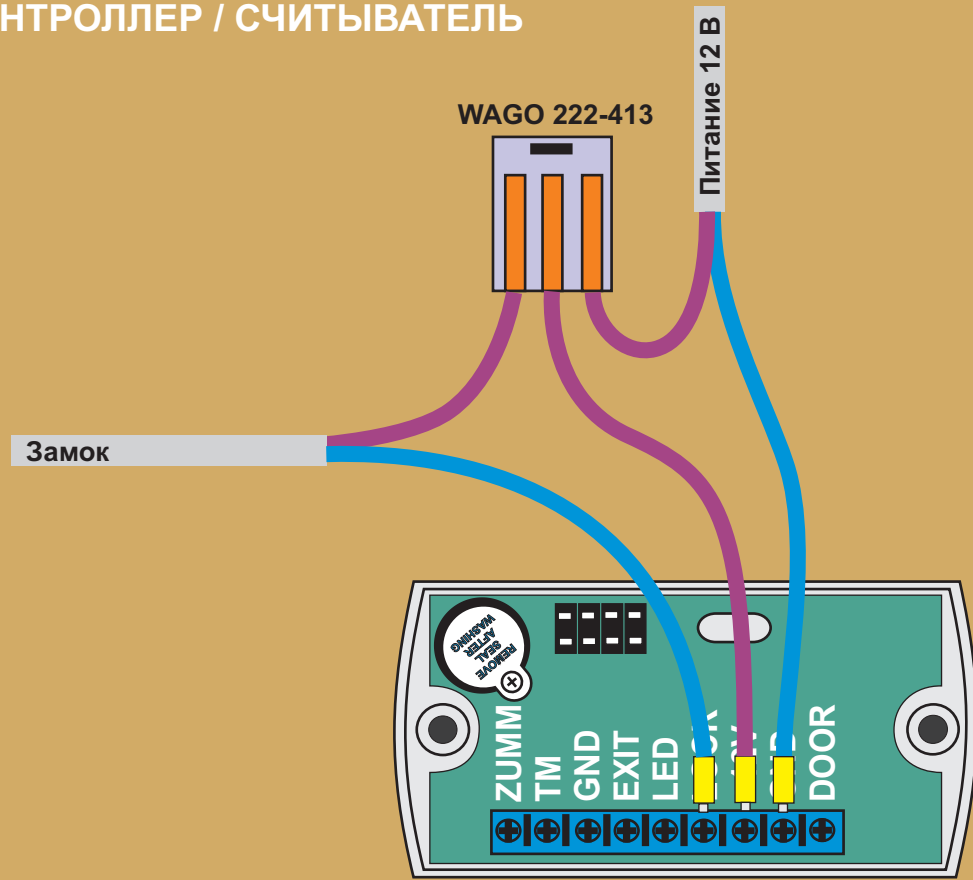 НТРОЛЛЕР / СЧИТЫВАТЕЛЬ
WAGO 222-413
Питание 12 В
Замок
REMOVE
SEAL
AFTER
WASHING
ZUMM
TM
GND
EXIT
LED
DOOR